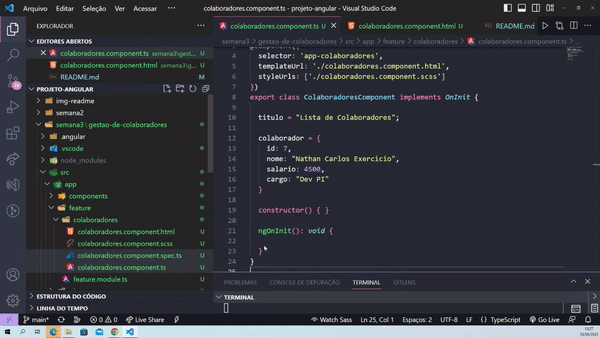 Arquivo Editar Seleção Ver Acessar ... colaboradores.component.ts - projeto-angular - Visual Studio Code
EXPLORADOR
EDITORES ABERTOS
colaboradores.component.ts semana3\gest... U
colaboradores.component.html semana3\g... U
README.md M
PROJETO-ANGULAR
img-readme
semana2
semana3\gestao-de-colaboradores
.angular
.vscode
node_modules
src
app
components
feature
colaboradores
colaboradores.component.html U
colaboradores.component.scss U
colaboradores.component.spec.ts U
colaboradores.component.ts U
feature.module.ts U
ESTRUTURA DO CÓDIGO
LINHA DO TEMPO
colaboradores.component.ts U
colaboradores.component.html U
README.md
semana3 > gestao-de-colaboradores > src > app > feature > colaboradores > colaboradores.component.ts
4 selector: 'app-colaboradores',
5 templateUrl: './colaboradores.component.html',
6 styleUrls: ['./colaboradores.component.scss']
7 })
8 export class ColaboradoresComponent implements OnInit {
9
10 titulo = "Lista de Colaboradores";
11
12 colaborador = {
13 id: 7,
14 nome: "Nathan Carlos Exercicio",
15 salario: 4500,
16 cargo: "Dev PI"
17 }
18
19 constructor() { }
20
21 ngOnInit(): void {
22
23 }
24 }
25
PROBLEMAS CONSOLE DE DEPURAÇÃO TERMINAL GITLENS
TERMINAL
main* 0 0 Live Share Watch Sass Ln 25, Col 1 Espaços: 2 UTF-8 LF {} TypeScript Go Live
13:27